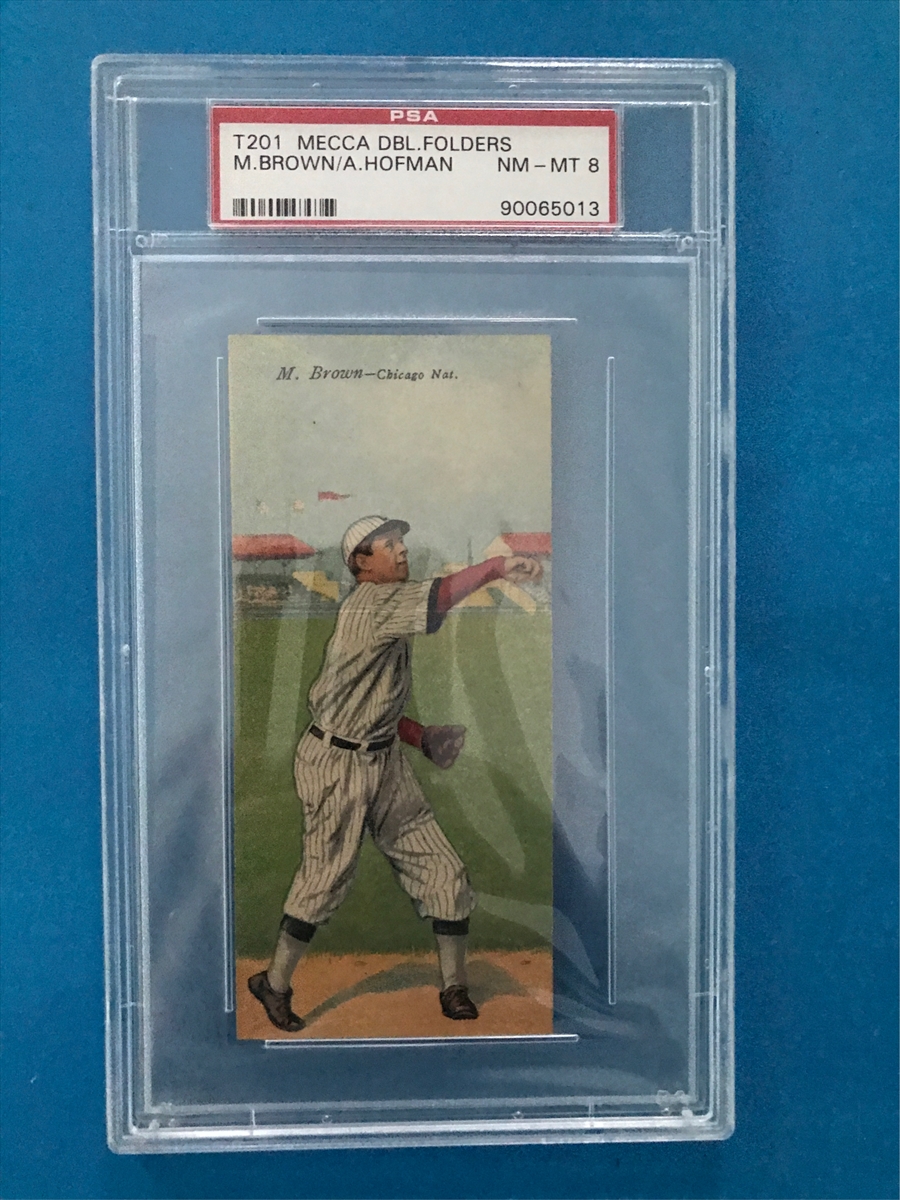 PSA
T201 MECCA DBL.FOLDERS
M.BROWN/A.HOFMAN NM-MT 8
90065013
M. Brown—Chicago Nat.